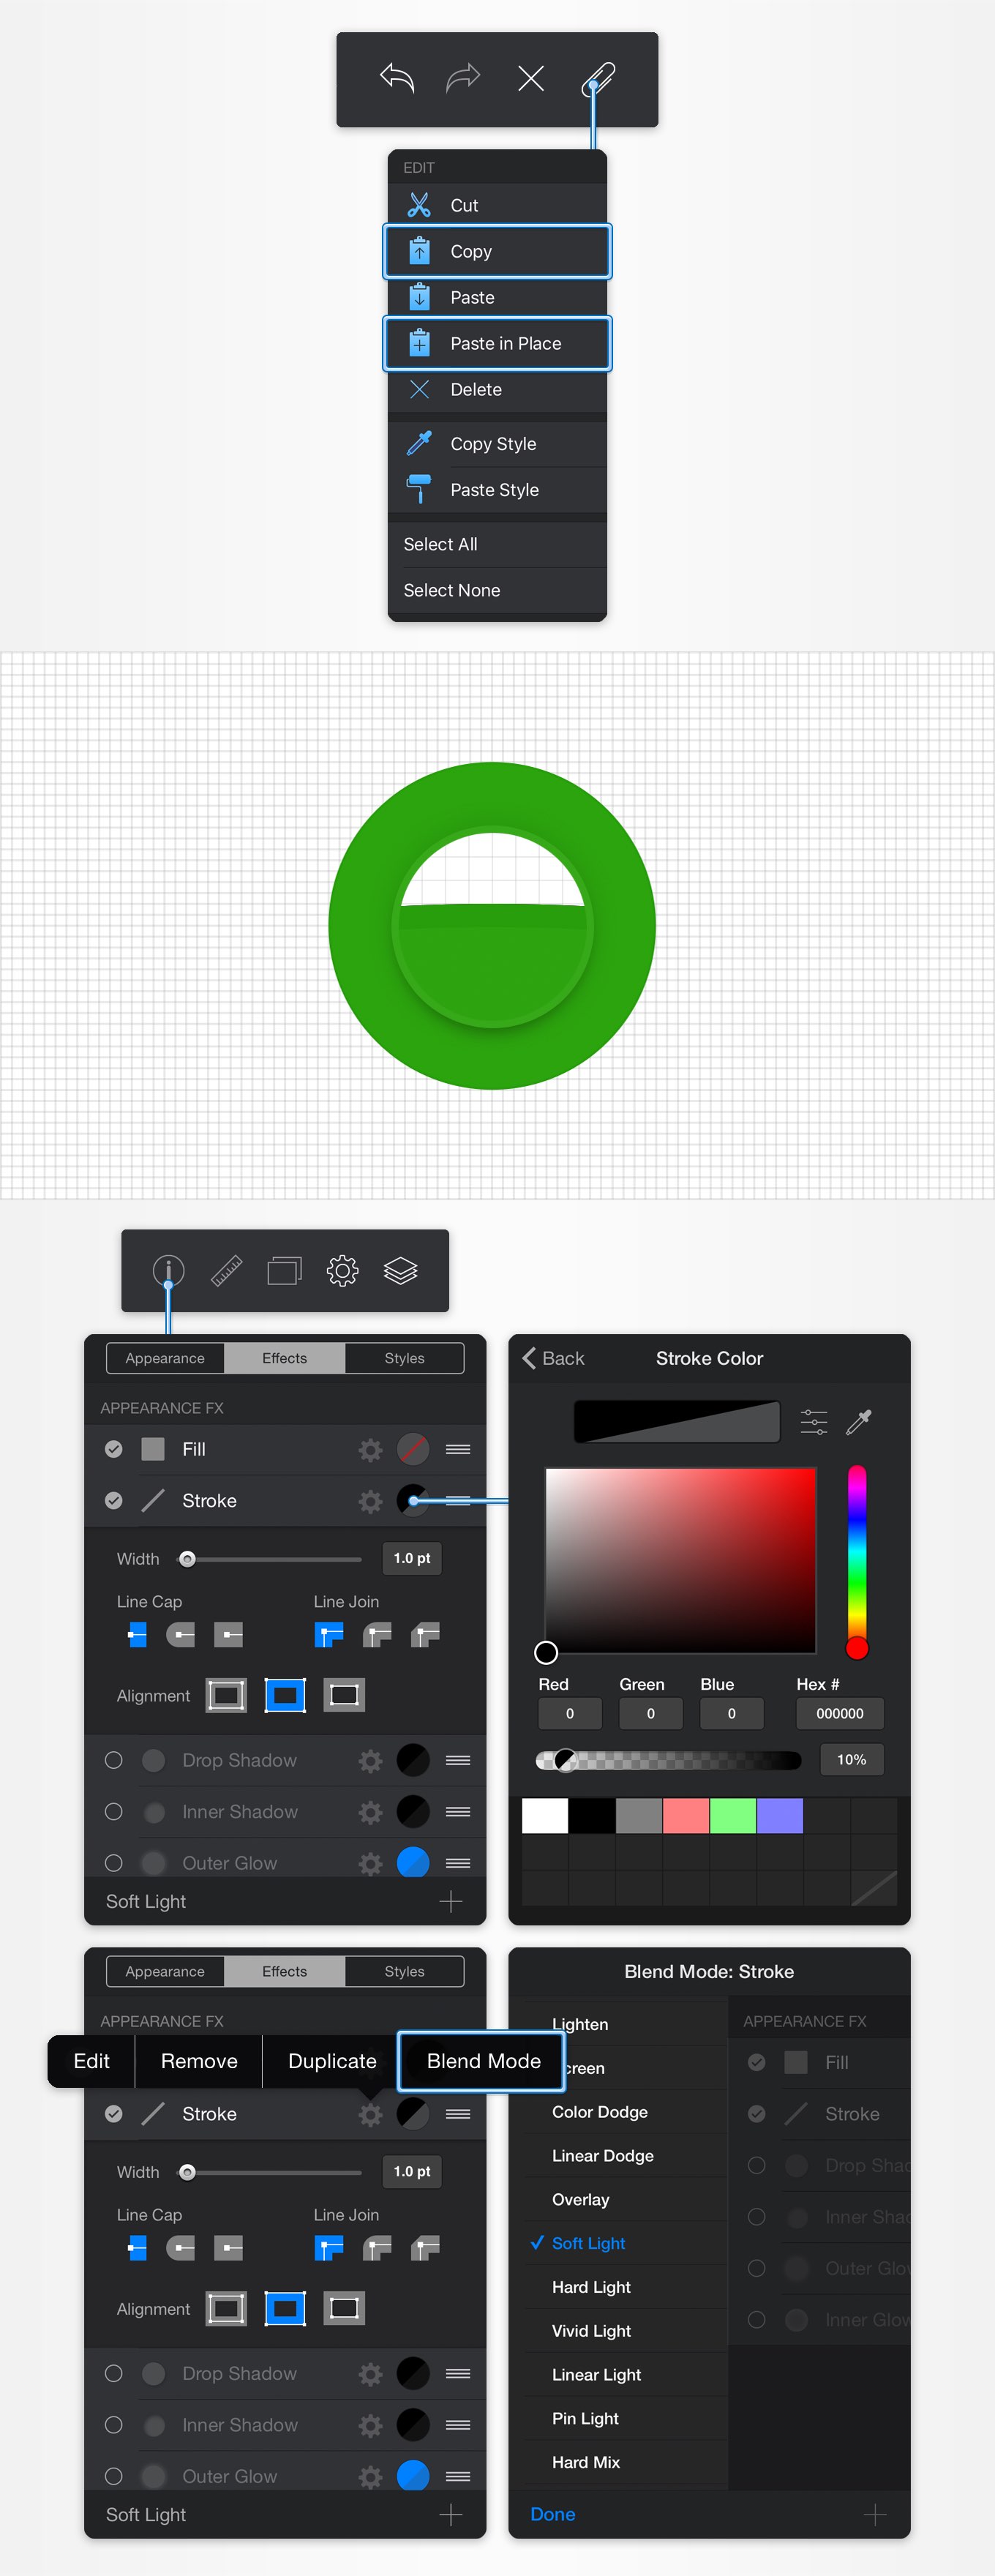 EDIT
Cut
Copy
Paste
Paste in Place
Delete
Copy Style
Paste Style
Select All
Select None
Appearance Effects Styles
APPEARANCE FX
Fill
Stroke
Width 1.0 pt
Line Cap Line Join
Alignment
Drop Shadow
Inner Shadow
Outer Glow
Soft Light
Back Stroke Color
Red Green Blue Hex #
0 0 0 000000
10%
Appearance Effects Styles
APPEARANCE FX
Edit Remove Duplicate Blend Mode
Stroke
Width 1.0 pt
Line Cap Line Join
Alignment
Drop Shadow
Inner Shadow
Outer Glow
Soft Light
Blend Mode: Stroke
Lighten
creen
Color Dodge
Linear Dodge
Overlay
Soft Light
Hard Light
Vivid Light
Linear Light
Pin Light
Hard Mix
Done
APPEARANCE FX
Fill
Stroke
Drop Shad
Inner Shad
Outer Glov
Inner Glow